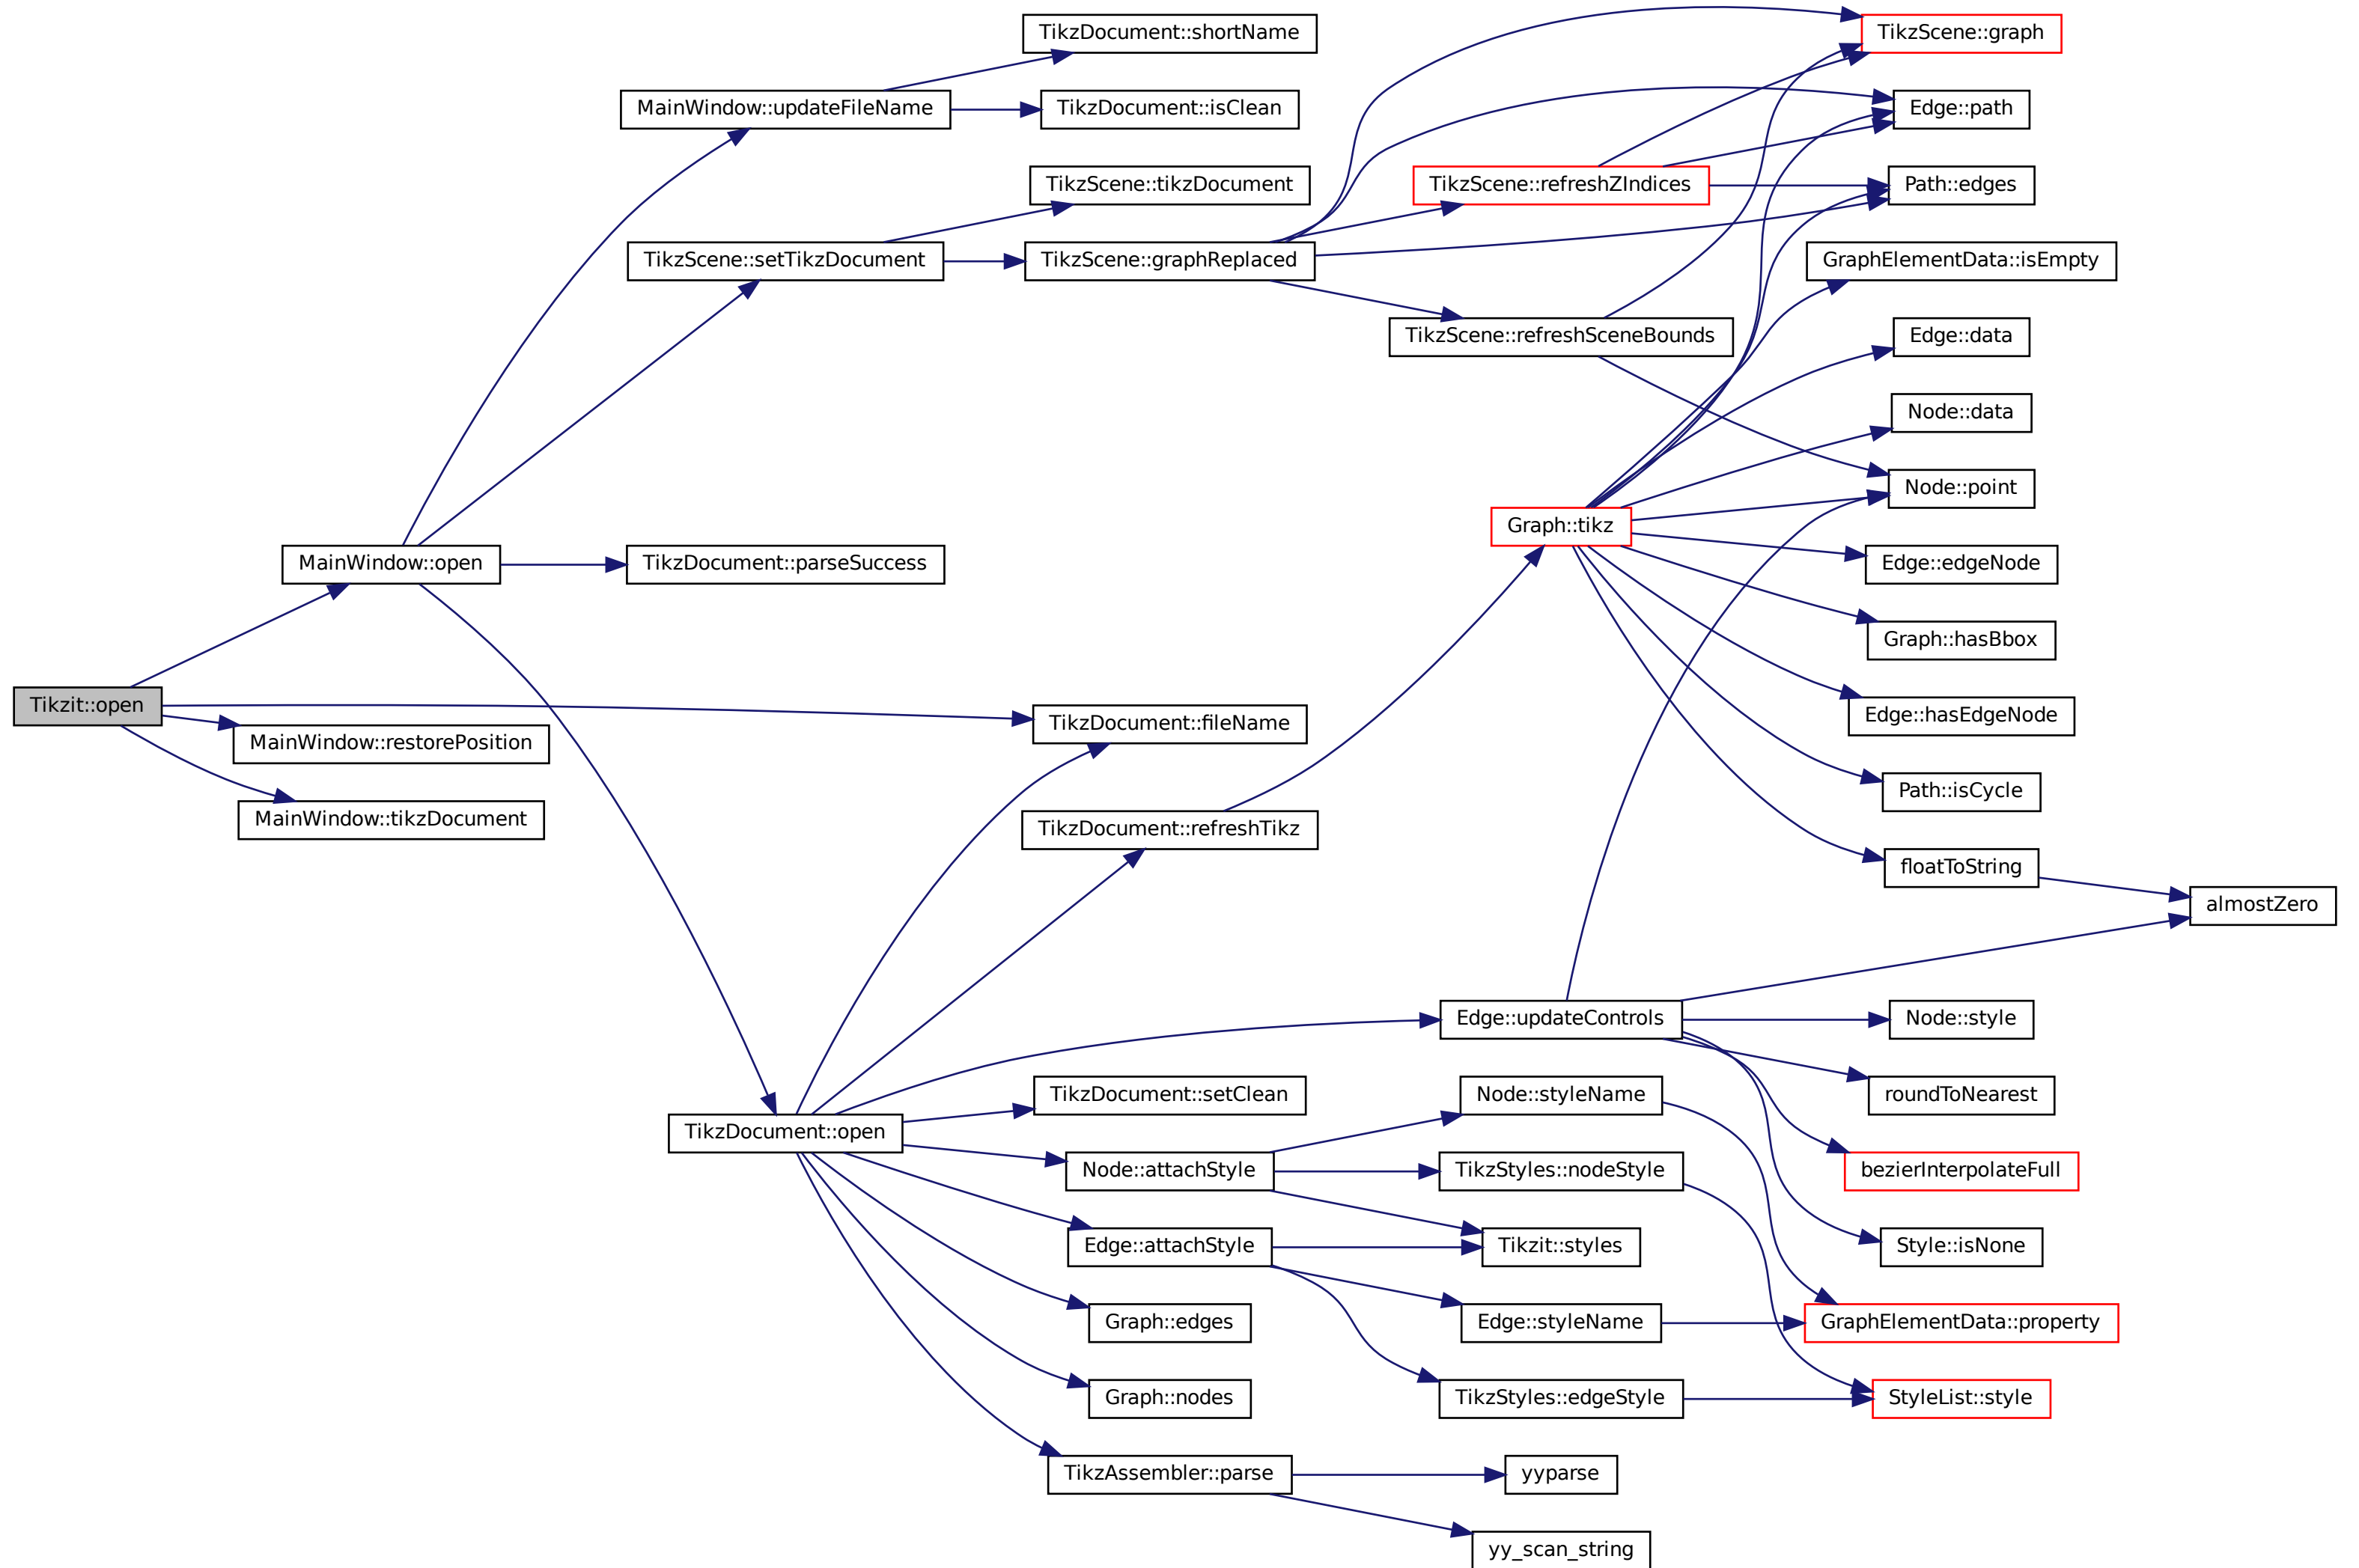 TikzDocument::shortName
TikzScene::graph
MainWindow::updateFileName
TikzDocument::isClean
Edge::path
TikzScene::tikzDocument
TikzScene::refreshZIndices
Path::edges
TikzScene::setTikzDocument
TikzScene::graphReplaced
GraphElementData::isEmpty
TikzScene::refreshSceneBounds
Edge::data
Node::data
Node::point
Graph::tikz
MainWindow::open
TikzDocument::parseSuccess
Edge::edgeNode
Graph::hasBbox
Tikzit::open
TikzDocument::fileName
Edge::hasEdgeNode
MainWindow::restorePosition
Path::isCycle
MainWindow::tikzDocument
TikzDocument::refreshTikz
floatToString
almostZero
Edge::updateControls
Node::style
TikzDocument::setClean
Node::styleName
roundToNearest
TikzDocument::open
Node::attachStyle
TikzStyles::nodeStyle
bezierInterpolateFull
Edge::attachStyle
Tikzit::styles
Style::isNone
Graph::edges
Edge::styleName
GraphElementData::property
Graph::nodes
TikzStyles::edgeStyle
StyleList::style
TikzAssembler::parse
yyparse
yy_scan_string